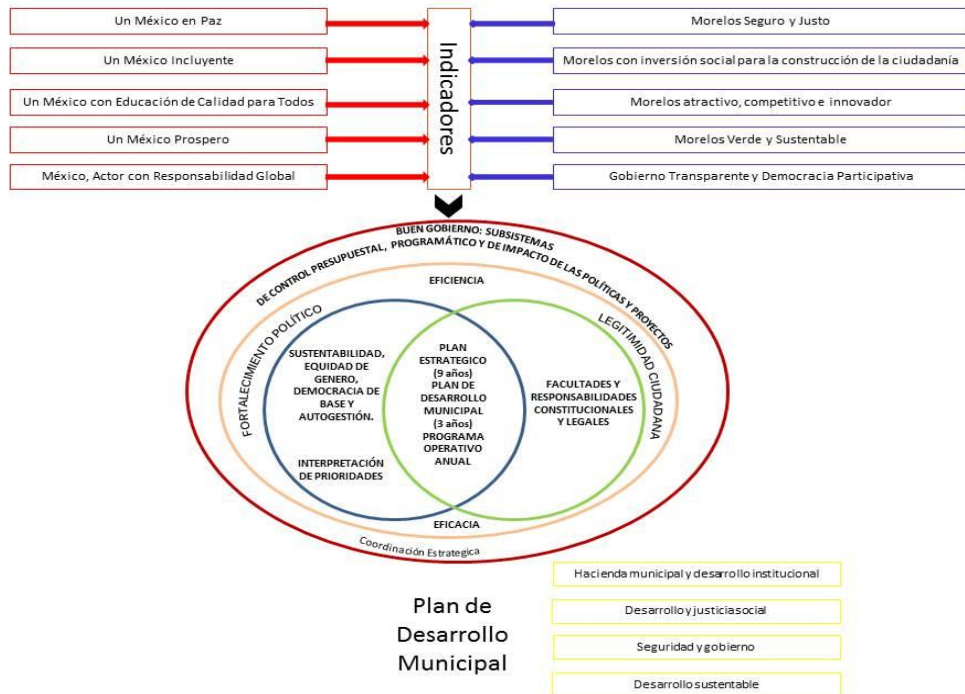 Un México en Paz
Un México Incluyente
Un México con Educación de Calidad para Todos
Un México Prospero
México, Actor con Responsabilidad Global
Indicadores
Morelos Seguro y Justo
Morelos con inversión social para la construcción de la ciudadanía
Morelos atractivo, competitivo e innovador
Morelos Verde y Sustentable
Gobierno Transparente y Democracia Participativa
BUEN GOBIERNO: SUBSISTEMAS
DE CONTROL PRESUPUESTAL, PROGRAMÁTICO Y DE IMPACTO DE LAS POLÍTICAS Y PROYECTOS
EFICIENCIA
FORTALECIMIENTO POLÍTICO
LEGITIMIDAD CIUDADANA
SUSTENTABILIDAD,
EQUIDAD DE
GENERO,
DEMOCRACIA DE
BASE Y
AUTOGESTIÓN.
INTERPRETACIÓN
DE PRIORIDADES
PLAN
ESTRATEGICO
(9 años)
PLAN DE
DESARROLLO
MUNICIPAL
(3 años)
PROGRAMA
OPERATIVO
ANUAL
FACULTADES Y
RESPONSABILIDADES
CONSTITUCIONALES
Y LEGALES
EFICACIA
Coordinación Estrategica
Plan de
Desarrollo
Municipal
Hacienda municipal y desarrollo institucional
Desarrollo y justicia social
Seguridad y gobierno
Desarrollo sustentable